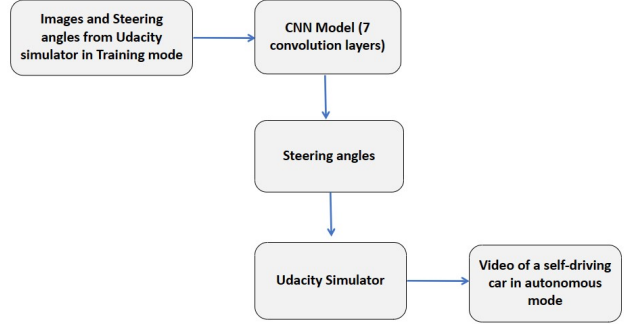 Images and Steering
angles from Udacity
simulator in Training mode
CNN Model (7
convolution layers)
Steering angles
Udacity Simulator
Video of a self-driving
car in autonomous
mode